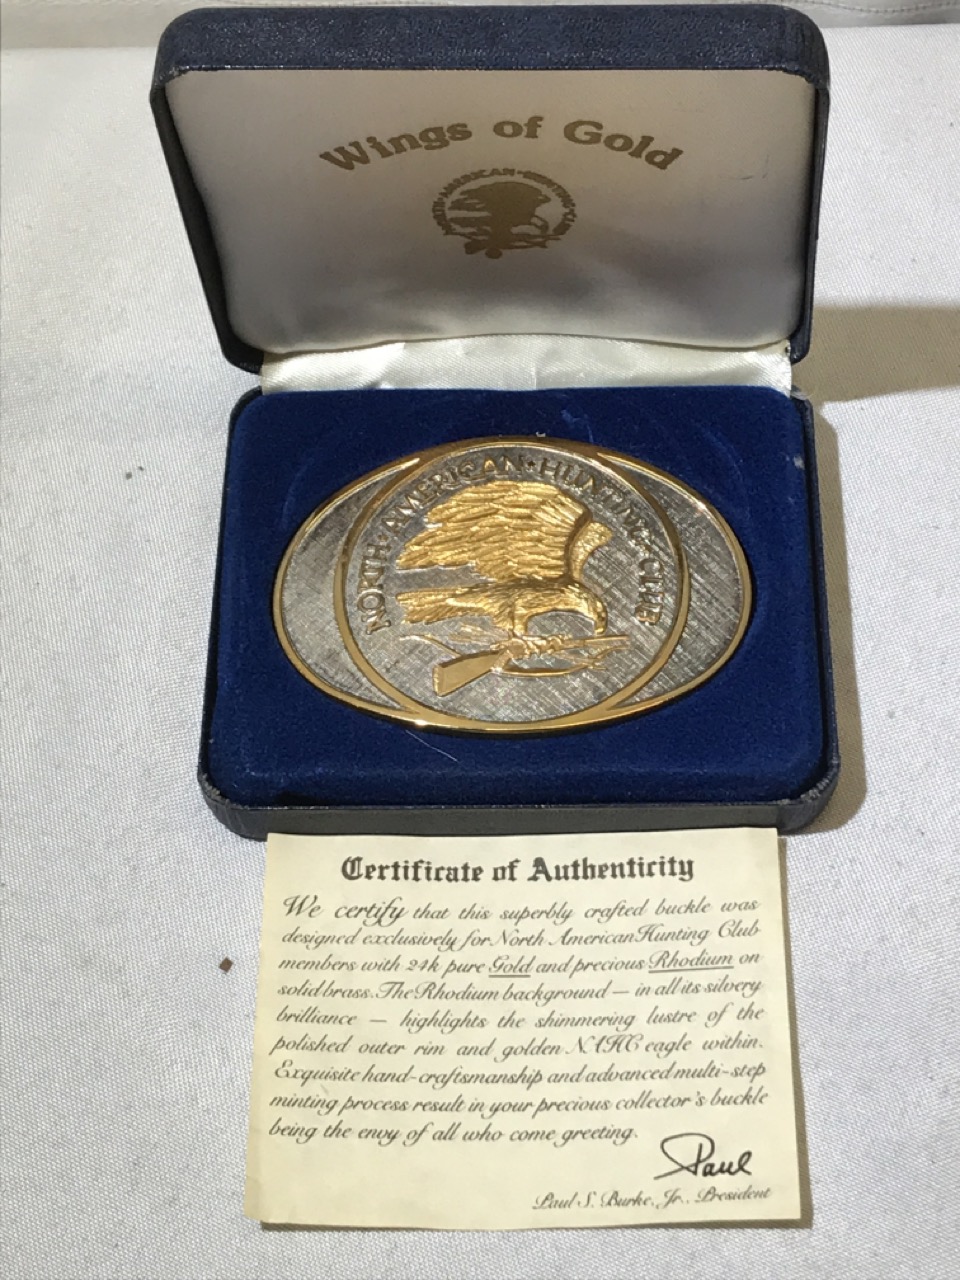 Wings of Gold
NORTH·AMERICAN·HUNTING·CLUB
NORTH·AMERICAN★HUNTING·CLUB
Certificate of Authenticity
We certify that this superbly crafted buckle was
designed exclusively for North American Hunting Club
members with 24k pure Gold and precious Rhodium on
solid brass. The Rhodium background — in all its silvery
brilliance — highlights the shimmering lustre of the
polished outer rim and golden NAHC eagle within.
Exquisite hand-craftsmanship and advanced multi-step
minting process result in your precious collector's buckle
being the envy of all who come greeting.
Paul
Paul S. Burke, Jr., President